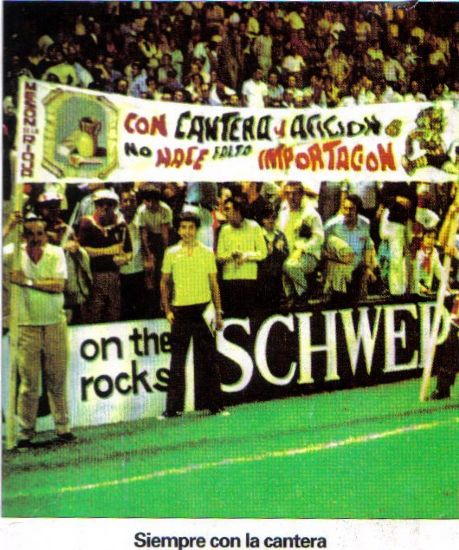 CON CANTERA y AFICION
NO HACE FALTA IMPORTACION
on the
rocks
SCHWEP
Siempre con la cantera